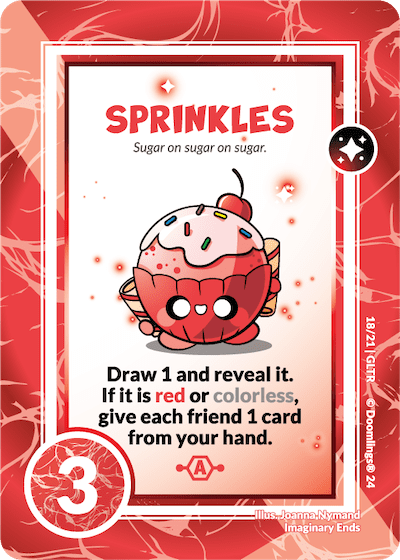 SPRINKLES
Sugar on sugar on sugar.
Draw 1 and reveal it.
If it is red or colorless,
give each friend 1 card
from your hand.
A
3
18/21 | GLTR © Doomlings® 24
Illus. Joanna Nymand
Imaginary Ends